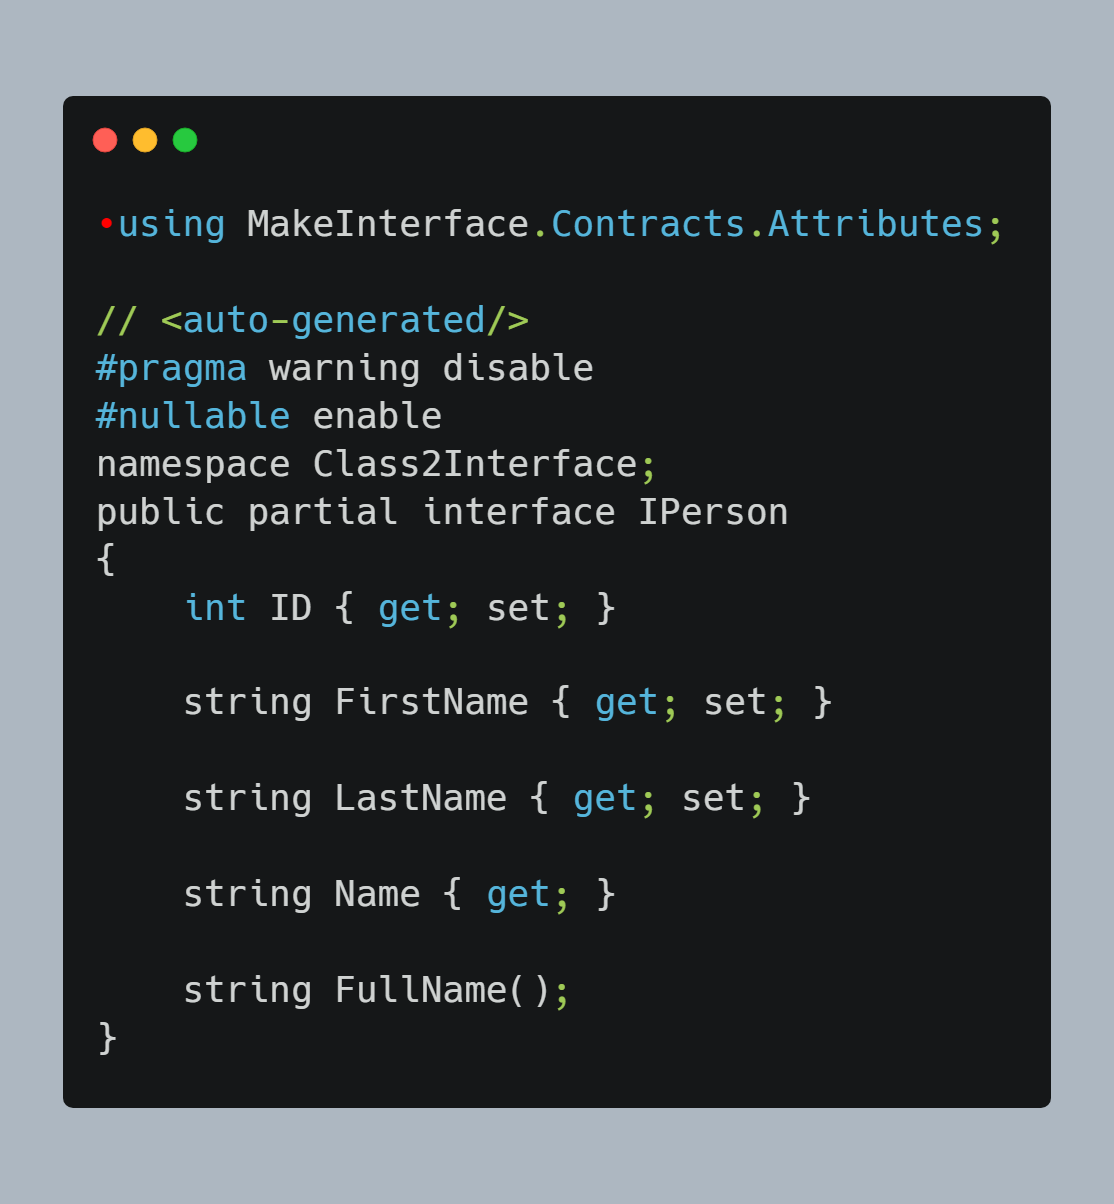 •using MakeInterface.Contracts.Attributes;
// <auto-generated/>
#pragma warning disable
#nullable enable
namespace Class2Interface;
public partial interface IPerson
{
    int ID { get; set; }
    string FirstName { get; set; }
    string LastName { get; set; }
    string Name { get; }
    string FullName();
}